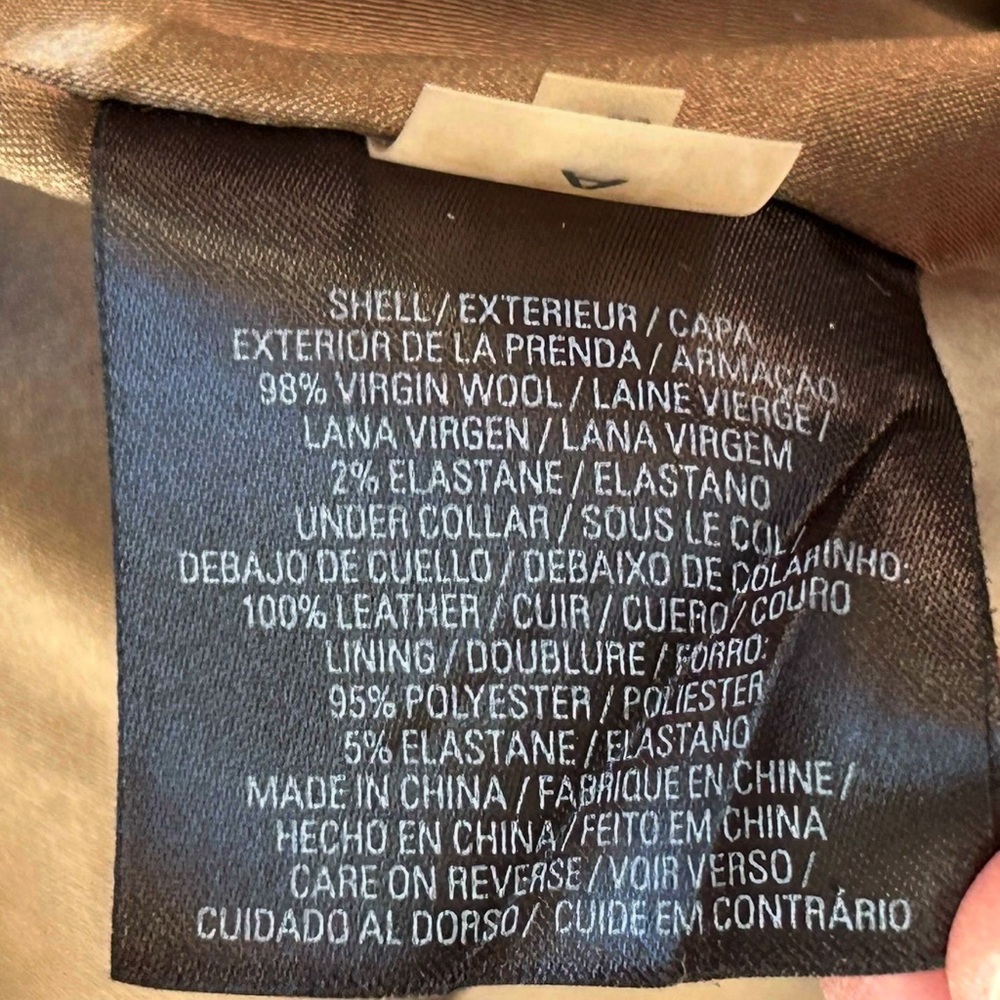 A
SHELL / EXTERIEUR / CAPA
EXTERIOR DE LA PRENDA / ARMAÇÃO
98% VIRGIN WOOL / LAINE VIERGE /
LANA VIRGEN / LANA VIRGEM
2% ELASTANE / ELASTANO
UNDER COLLAR / SOUS LE COL /
DEBAJO DE CUELLO / DEBAIXO DE COLARINHO:
100% LEATHER / CUIR / CUERO / COURO
LINING / DOUBLURE / FORRO:
95% POLYESTER / POLIESTER
5% ELASTANE / ELASTANO
MADE IN CHINA / FABRIQUE EN CHINE /
HECHO EN CHINA / FEITO EM CHINA
CARE ON REVERSE / VOIR VERSO /
CUIDADO AL DORSO / CUIDE EM CONTRÁRIO